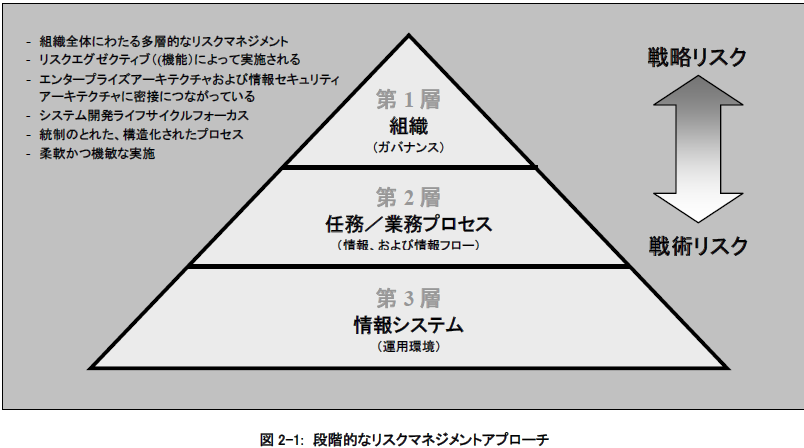 - 組織全体にわたる多層的なリスクマネジメント
- リスクエグゼクティブ((機能)によって実施される
- エンタープライズアーキテクチャおよび情報セキュリティ
アーキテクチャに密接につながっている
- システム開発ライフサイクルフォーカス
- 統制のとれた、構造化されたプロセス
- 柔軟かつ機敏な実施
第 1 層
組織
(ガバナンス)
第 2 層
任務/業務プロセス
(情報、および情報フロー)
第 3 層
情報システム
(運用環境)
戦略リスク
戦術リスク
図 2-1: 段階的なリスクマネジメントアプローチ